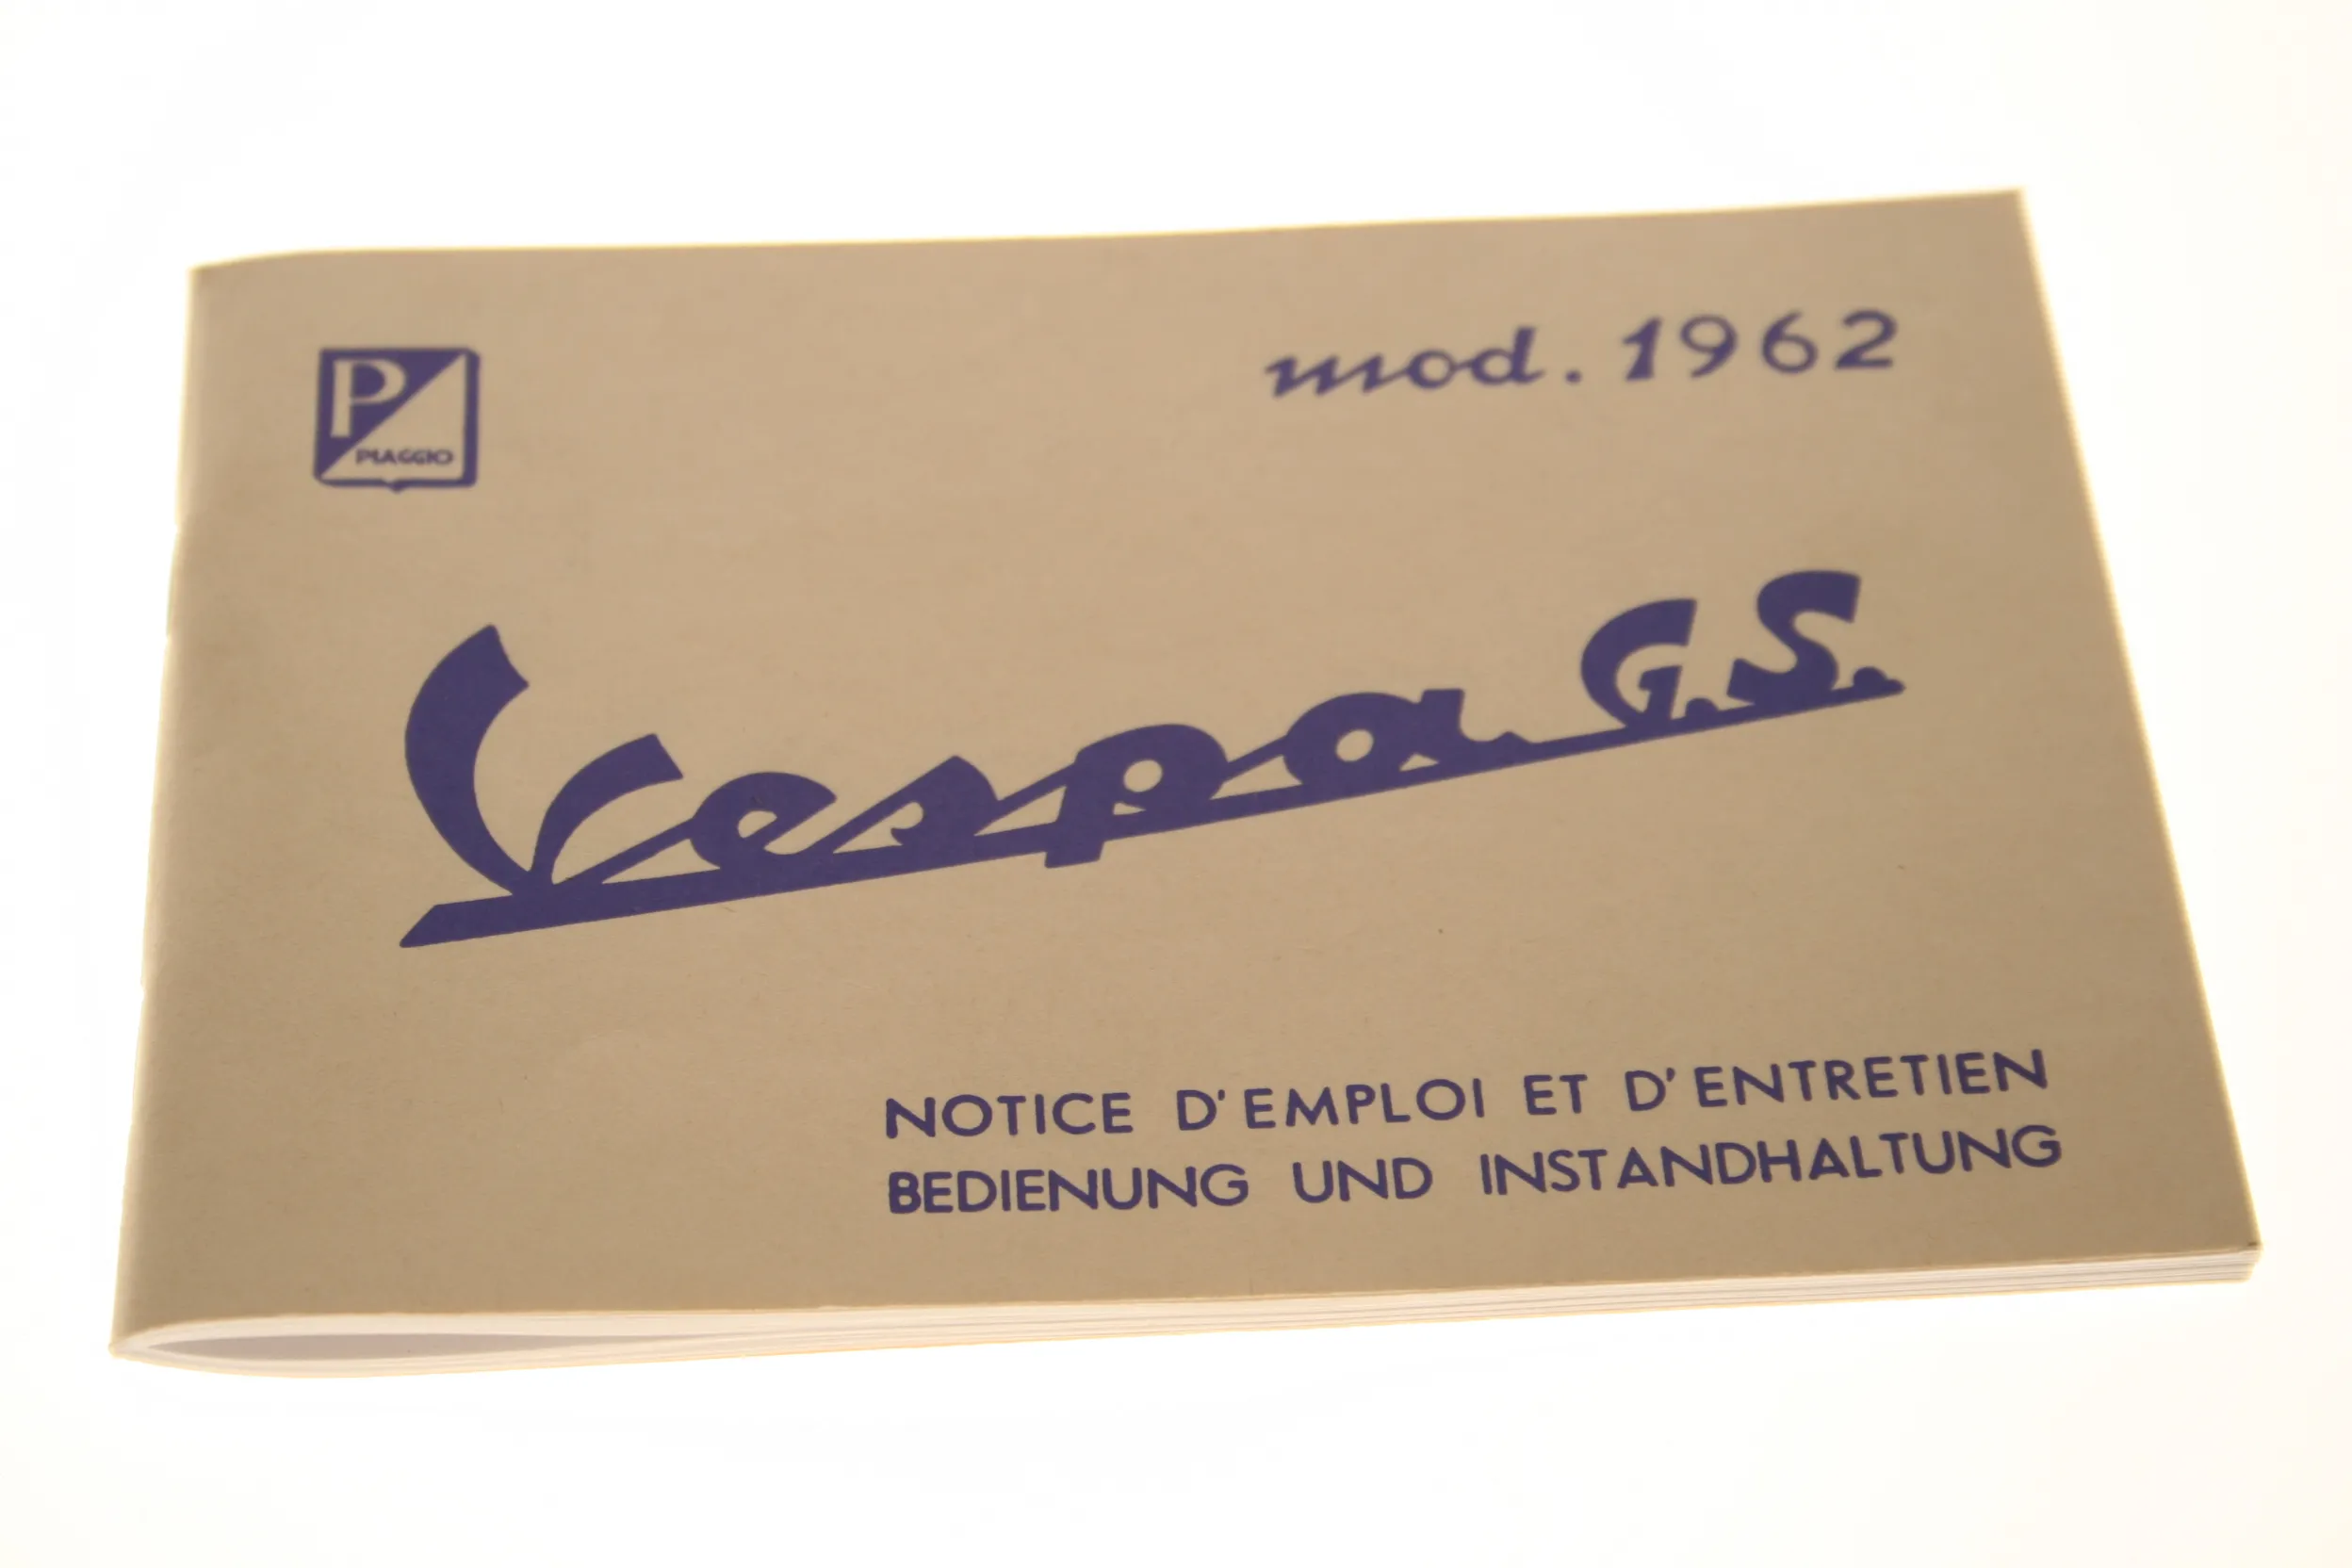 P
PIAGGIO
mod. 1962
Vespa G.S.
NOTICE D'EMPLOI ET D'ENTRETIEN
BEDIENUNG UND INSTANDHALTUNG